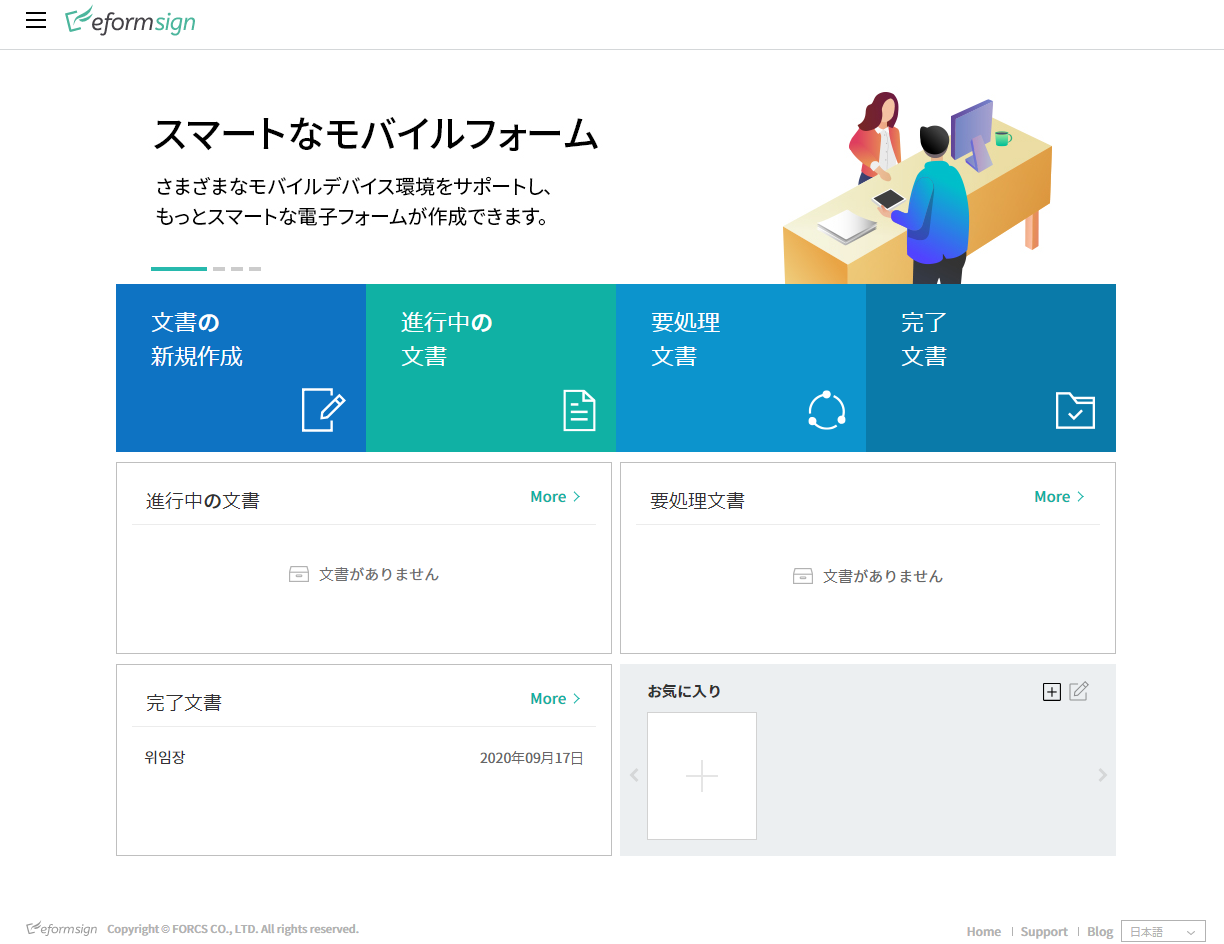 eformsign
スマートなモバイルフォーム
さまざまなモバイルデバイス環境をサポートし、
もっとスマートな電子フォームが作成できます。
文書の
新規作成
進行中の
文書
要処理
文書
完了
文書
進行中の文書 More
文書がありません
要処理文書 More
文書がありません
完了文書 More
위임장 2020年09月17日
お気に入り
eformsign Copyright © FORCS CO., LTD. All rights reserved.
Home | Support | Blog 日本語